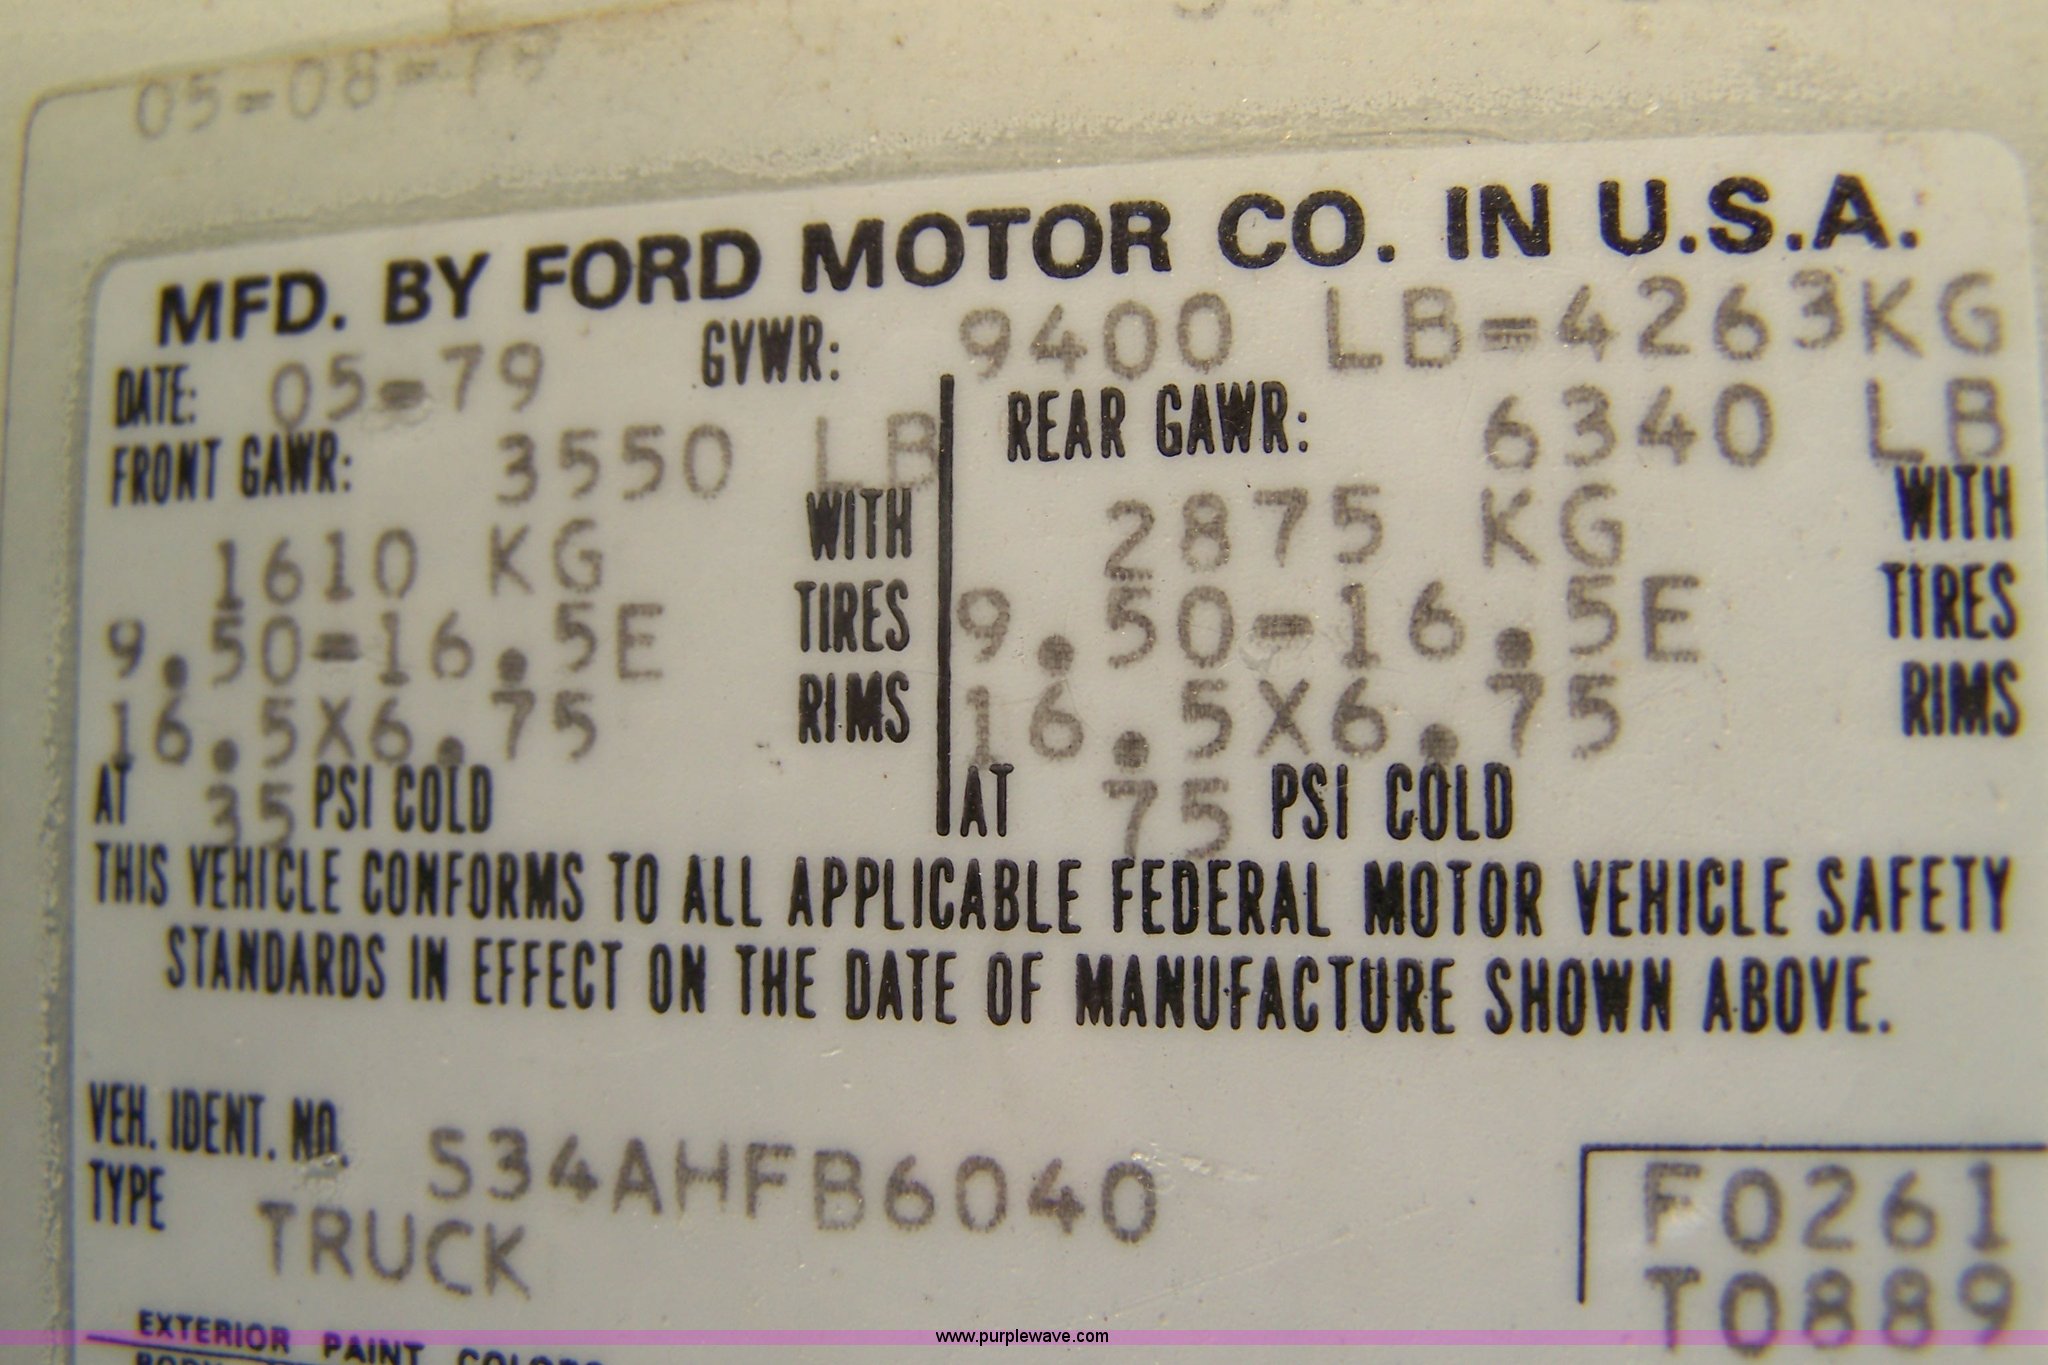 05-08-79
MFD. BY FORD MOTOR CO. IN U.S.A.
DATE: 05-79 GVWR: 9400 LB=4263KG
FRONT GAWR: 3550 LB REAR GAWR: 6340 LB
1610 KG WITH 2875 KG WITH
9.50-16.5E TIRES 9.50-16.5E TIRES
16.5X6.75 RIMS 16.5X6.75 RIMS
AT 35 PSI COLD AT 75 PSI COLD
THIS VEHICLE CONFORMS TO ALL APPLICABLE FEDERAL MOTOR VEHICLE SAFETY
STANDARDS IN EFFECT ON THE DATE OF MANUFACTURE SHOWN ABOVE.
VEH. IDENT. NO. S34AHFB6040
TYPE TRUCK
F0261
T0889
EXTERIOR PAINT COLORS
www.purplewave.com